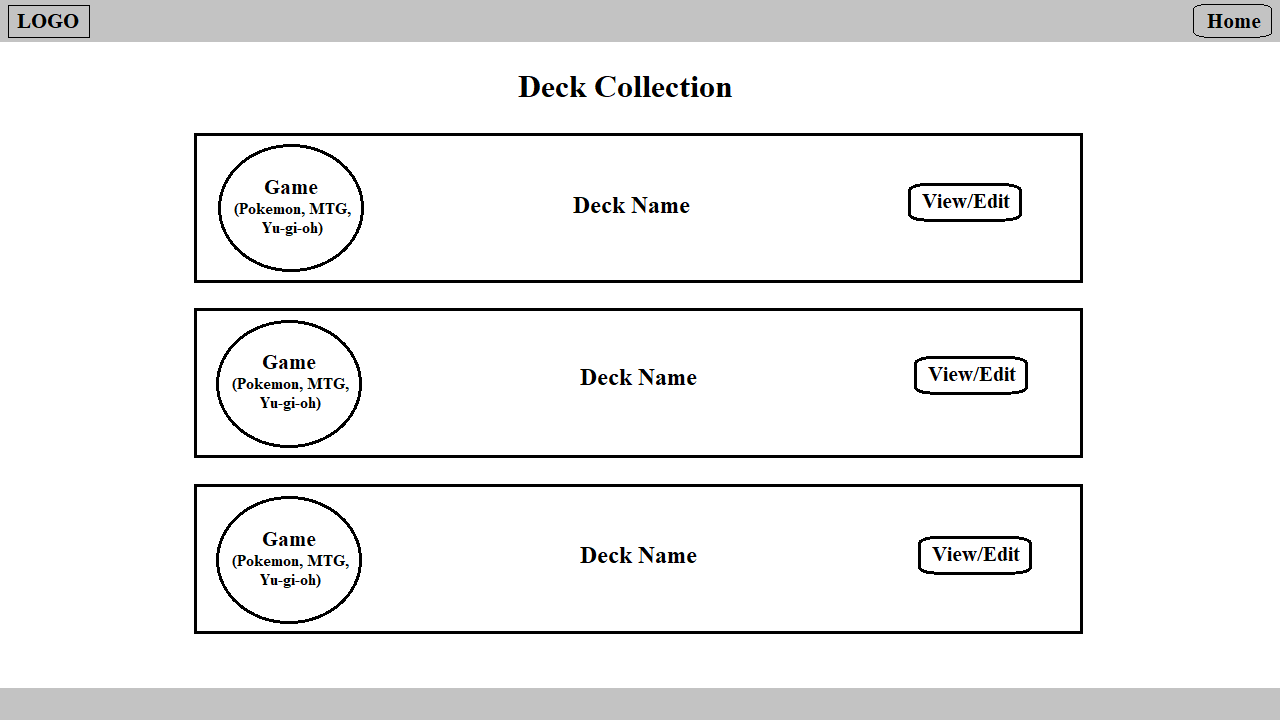 LOGO
Home
Deck Collection
Game
(Pokemon, MTG,
Yu-gi-oh)
Deck Name
View/Edit
Game
(Pokemon, MTG,
Yu-gi-oh)
Deck Name
View/Edit
Game
(Pokemon, MTG,
Yu-gi-oh)
Deck Name
View/Edit